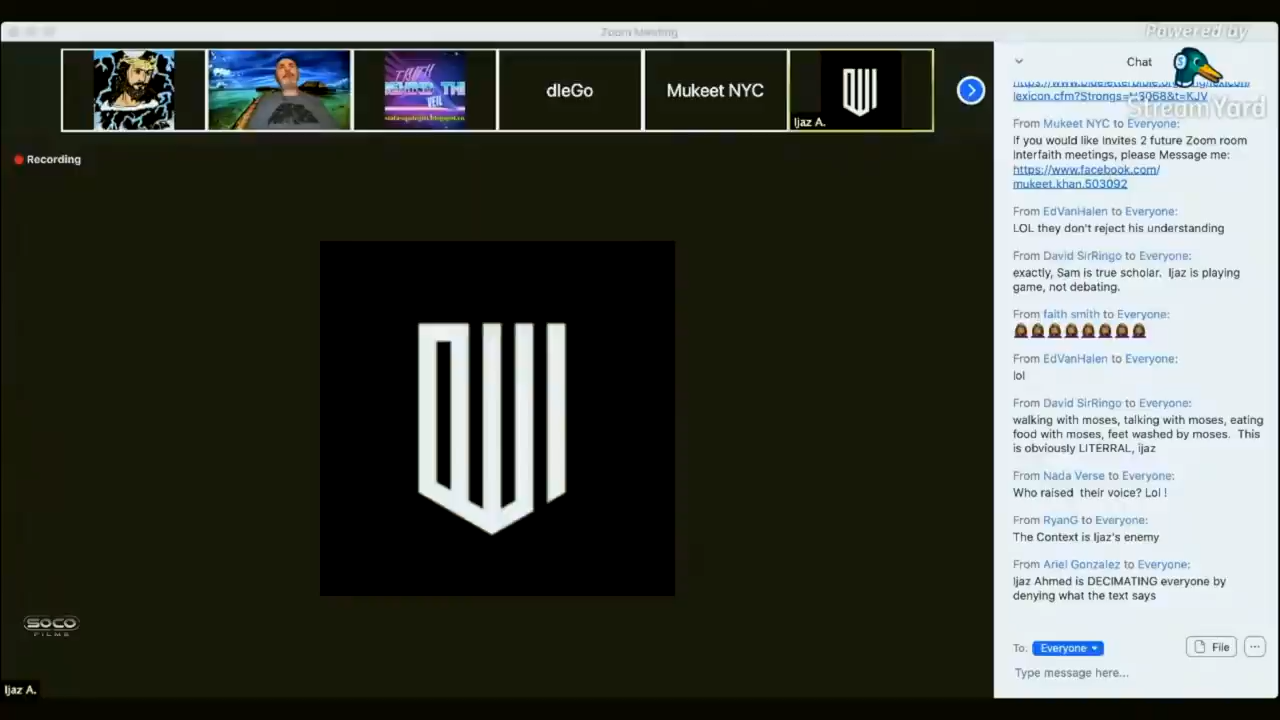 Zoom Meeting
Powered by
StreamYard
dleGo
Mukeet NYC
Ijaz A.
Recording
Chat
lexicon.cfm?Strongs=H3068&t=KJV
From Mukeet NYC to Everyone:
If you would like Invites 2 future Zoom room
Interfaith meetings, please Message me:
https://www.facebook.com/
mukeet.khan.503092
From EdVanHalen to Everyone:
LOL they don't reject his understanding
From David SirRingo to Everyone:
exactly, Sam is true scholar. Ijaz is playing
game, not debating.
From faith smith to Everyone:
From EdVanHalen to Everyone:
lol
From David SirRingo to Everyone:
walking with moses, talking with moses, eating
food with moses, feet washed by moses. This
is obviously LITERRAL, ijaz
From Nada Verse to Everyone:
Who raised their voice? Lol !
From RyanG to Everyone:
The Context is Ijaz's enemy
From Ariel Gonzalez to Everyone:
Ijaz Ahmed is DECIMATING everyone by
denying what the text says
To: Everyone
File
Type message here...
SOCO
FILMS
Ijaz A.